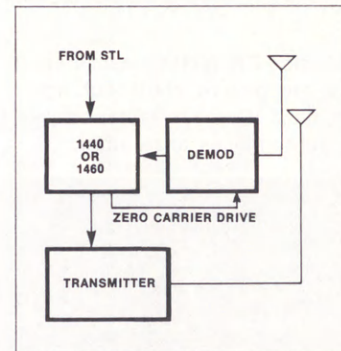 FROM STL
1440
OR
1460
DEMOD
ZERO CARRIER DRIVE
TRANSMITTER